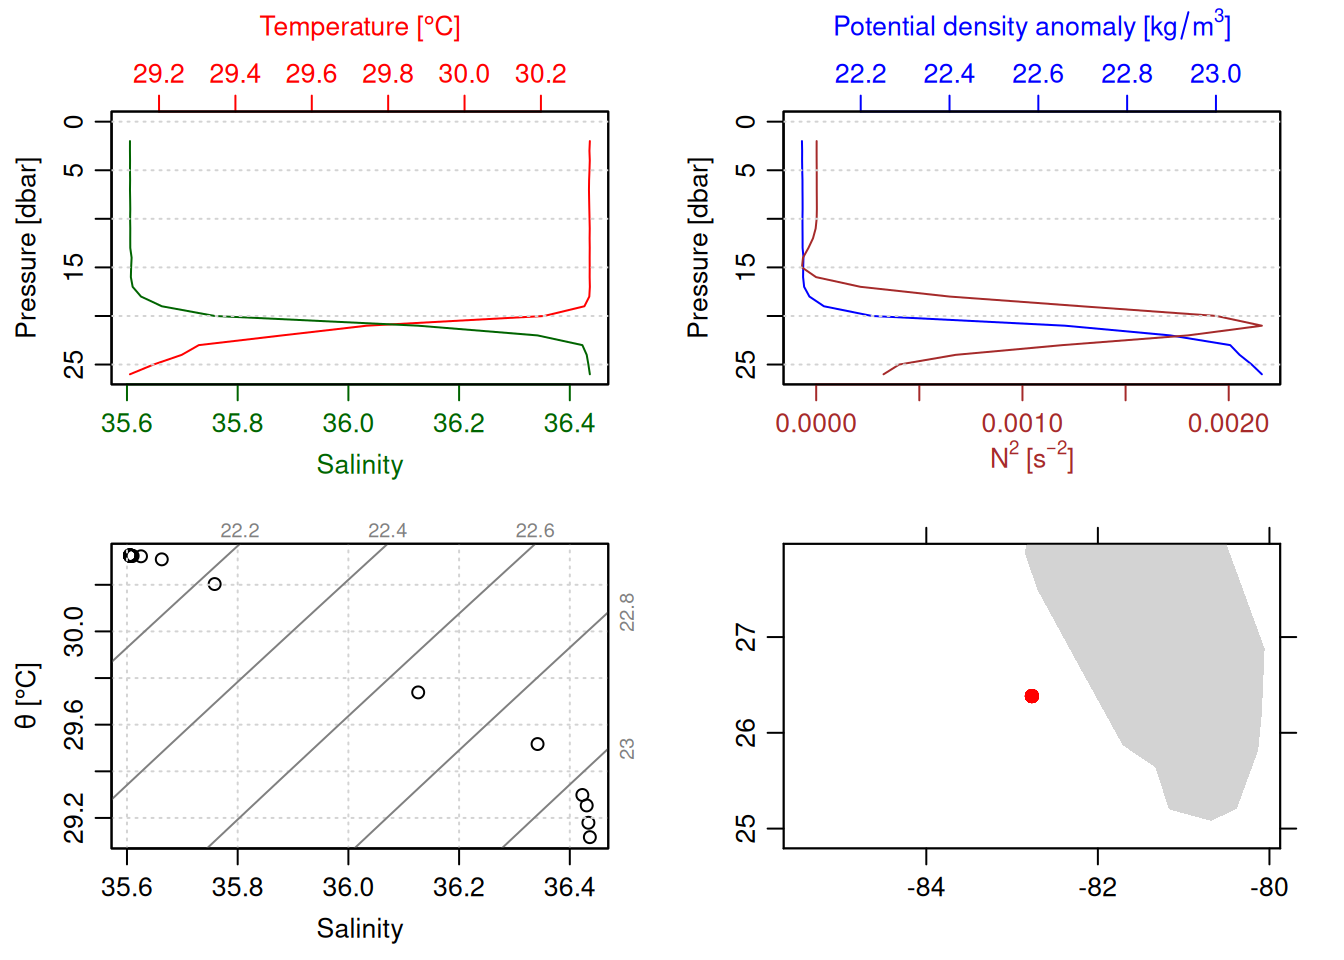 Temperature [°C]
29.2 29.4 29.6 29.8 30.0 30.2
Pressure [dbar]
0
5
15
25
35.6 35.8 36.0 36.2 36.4
Salinity
Potential density anomaly [kg/m³]
22.2 22.4 22.6 22.8 23.0
Pressure [dbar]
0
5
15
25
0.0000 0.0010 0.0020
N² [s⁻²]
22.2 22.4 22.6
22.8
23
θ [°C]
30.0
29.6
29.2
35.6 35.8 36.0 36.2 36.4
Salinity
27
26
25
-84 -82 -80